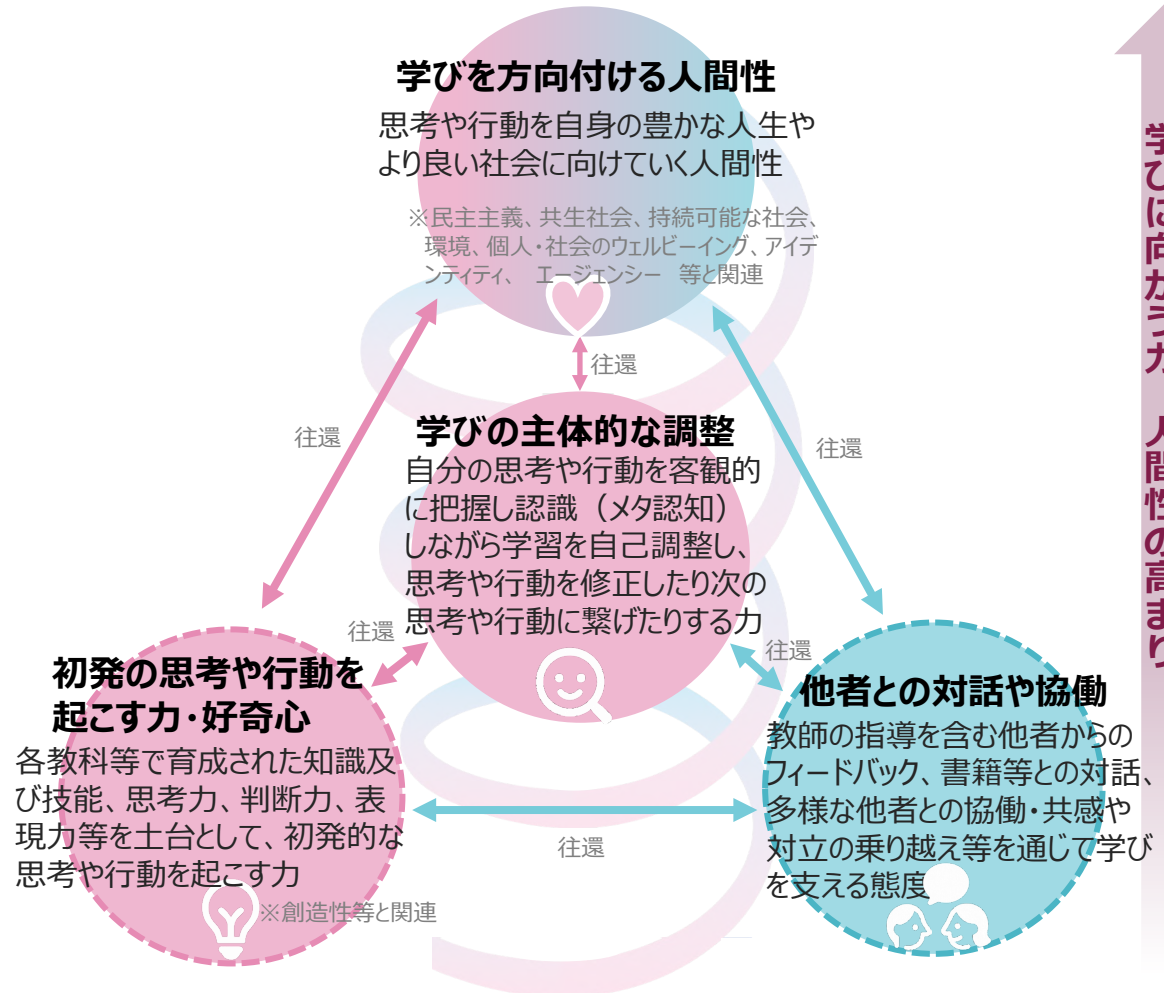 学びを方向付ける人間性
思考や行動を自身の豊かな人生や
より良い社会に向けていく人間性
※民主主義、共生社会、持続可能な社会、
環境、個人・社会のウェルビーイング、アイデ
ンティティ、　エージェンシー　等と関連
往還
往還
往還
学びの主体的な調整
自分の思考や行動を客観的
に把握し認識（メタ認知）
しながら学習を自己調整し、
思考や行動を修正したり次の
思考や行動に繋げたりする力
往還
往還
初発の思考や行動を
起こす力・好奇心
各教科等で育成された知識及
び技能、思考力、判断力、表
現力等を土台として、初発的な
思考や行動を起こす力
※創造性等と関連
往還
他者との対話や協働
教師の指導を含む他者からの
フィードバック、書籍等との対話、
多様な他者との協働・共感や
対立の乗り越え等を通じて学び
を支える態度
学びに向かう力　人間性の高まり